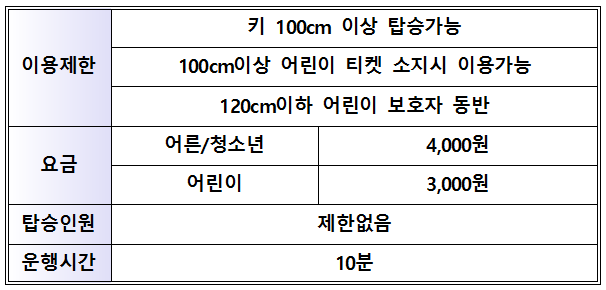 이용제한
키 100cm 이상 탑승가능
100cm이상 어린이 티켓 소지시 이용가능
120cm이하 어린이 보호자 동반
요금
어른/청소년 4,000원
어린이 3,000원
탑승인원 제한없음
운행시간 10분